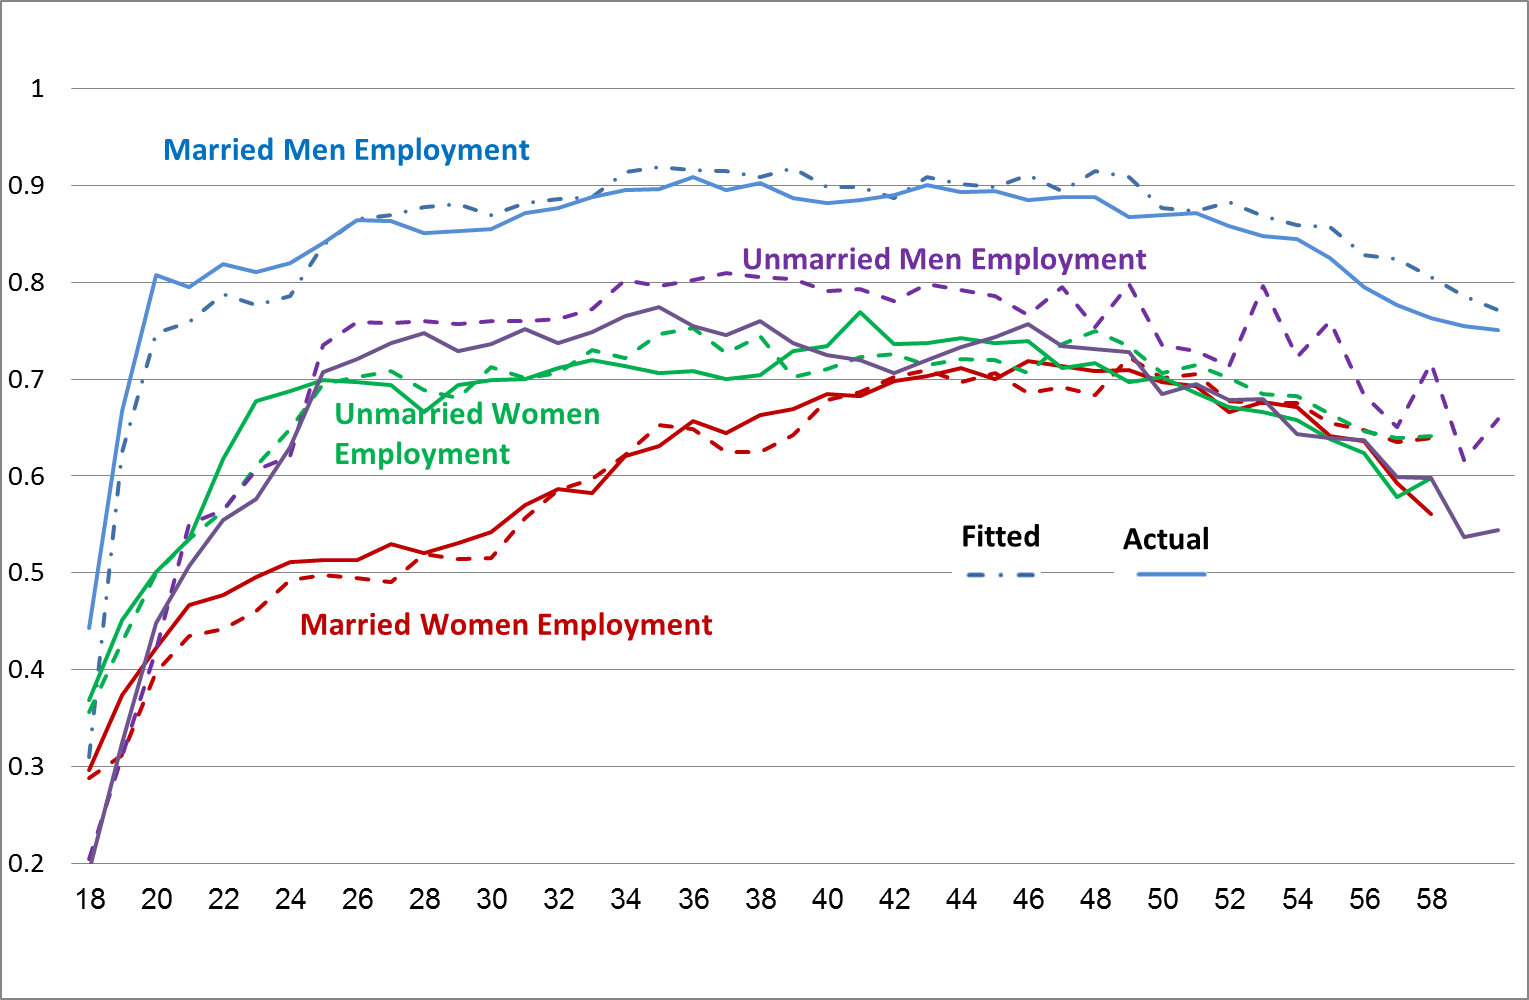 1
Married Men Employment
0.9
Unmarried Men Employment
0.8
0.7
Unmarried Women
Employment
0.6
Fitted Actual
0.5
Married Women Employment
0.4
0.3
0.2
18 20 22 24 26 28 30 32 34 36 38 40 42 44 46 48 50 52 54 56 58